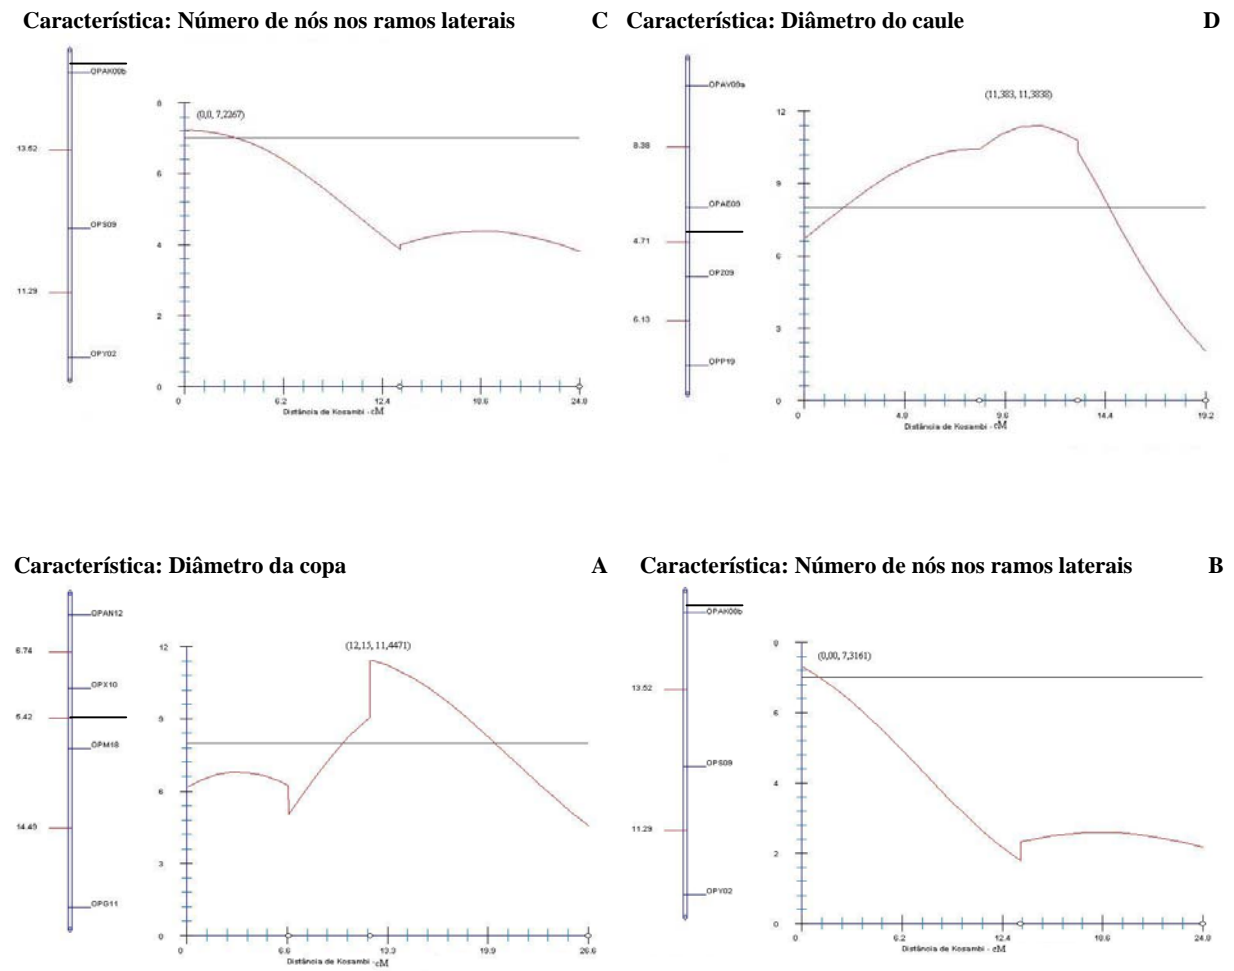 Característica: Número de nós nos ramos laterais C
OPAK00b
13.52
OPS09
11.29
OPY02
8
(0,0, 7,2267)
6
4
2
0
0 6.2 12.4 18.6 24.8
Distância de Kosambi - cM
Característica: Diâmetro do caule D
OPAV09a
8.38
OPAE09
4.71
OPZ09
6.13
OPP19
(11,383, 11,3838)
12
9
6
3
0
0 4.8 9.6 14.4 19.2
Distância de Kosambi - cM
Característica: Diâmetro da copa A
OPAN12
6.74
OPX10
5.42
OPM18
14.49
OPG11
12
(12,15, 11,4471)
9
6
3
0
0 6.6 13.3 19.9 26.6
Distância de Kosambi - cM
Característica: Número de nós nos ramos laterais B
OPAK00b
13.52
OPS09
11.29
OPY02
(0,00, 7,3161)
6
4
2
0
0 6.2 12.4 18.6 24.8
Distância de Kosambi - cM